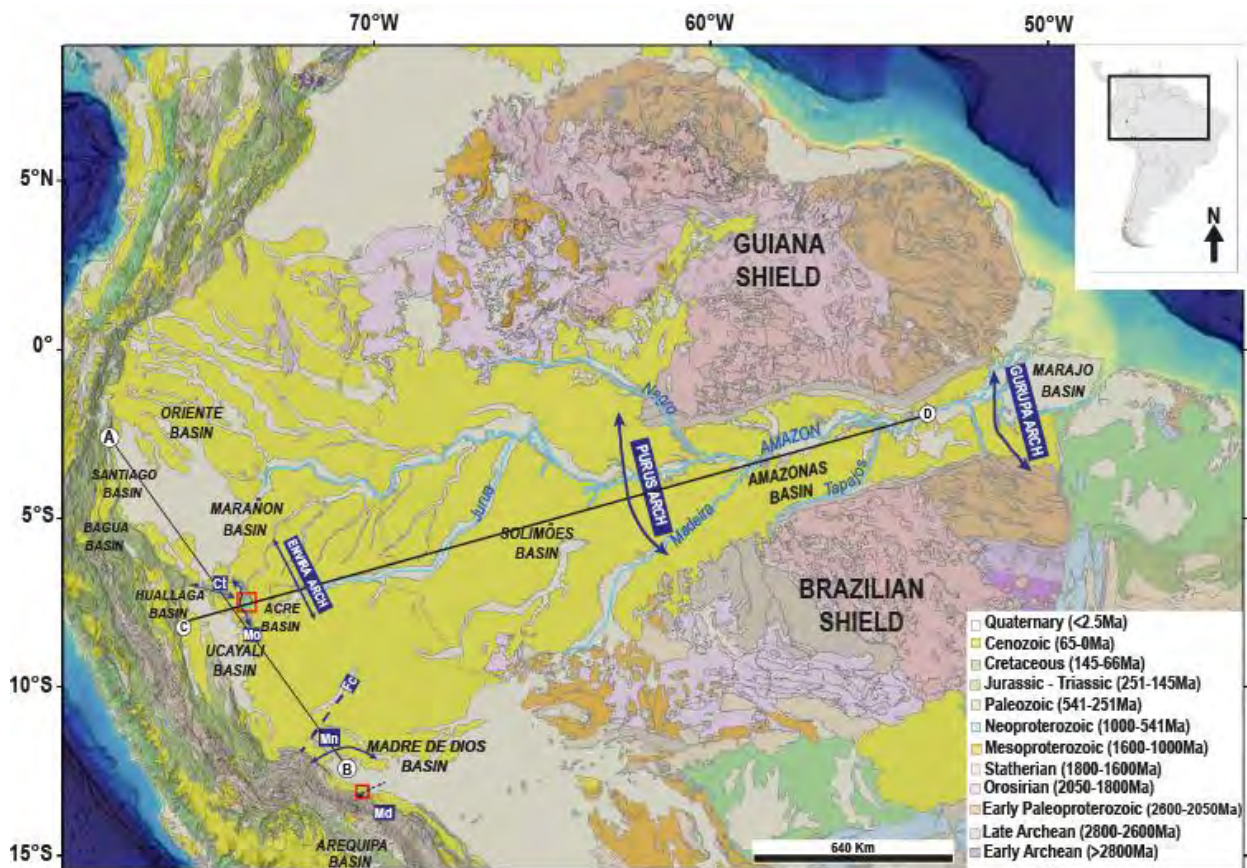 70°W
60°W
50°W
N
5°N
GUIANA
SHIELD
0°
MARAJO
BASIN
GURUPA ARCH
Negro
ORIENTE
BASIN
A
D
AMAZON
SANTIAGO
BASIN
PURUS ARCH
AMAZONAS
BASIN
Tapajos
MARAÑON
BASIN
Jurua
5°S
BAGUA
BASIN
SOLIMÕES
BASIN
Madeira
ENVIRA ARCH
Ct
HUALLAGA
BASIN
ACRE
BASIN
BRAZILIAN
SHIELD
C
Mo
UCAYALI
BASIN
Quaternary (<2.5Ma)
Cenozoic (65-0Ma)
Cretaceous (145-66Ma)
Jurassic - Triassic (251-145Ma)
Paleozoic (541-251Ma)
Neoproterozoic (1000-541Ma)
Mesoproterozoic (1600-1000Ma)
Statherian (1800-1600Ma)
Orosirian (2050-1800Ma)
Early Paleoproterozoic (2600-2050Ma)
Late Archean (2800-2600Ma)
Early Archean (>2800Ma)
10°S
Fc
Mn
MADRE DE DIOS
BASIN
B
Md
AREQUIPA
BASIN
640 Km
15°S